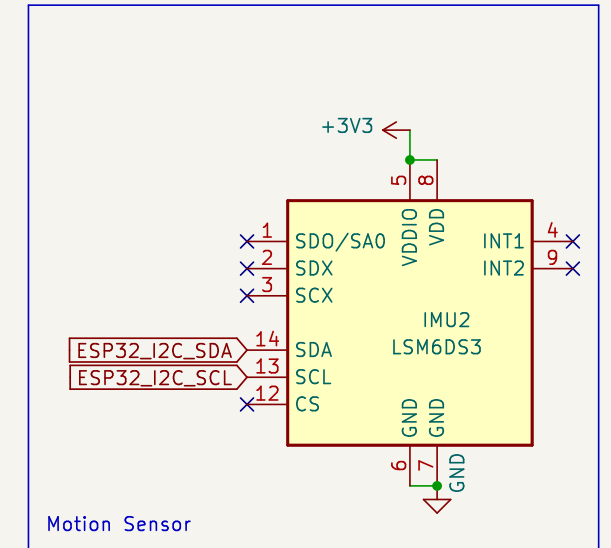 +3V3
5
8
VDDIO
VDD
1
SDO/SA0
INT1
4
2
SDX
INT2
9
3
SCX
IMU2
LSM6DS3
ESP32_I2C_SDA
14
SDA
ESP32_I2C_SCL
13
SCL
12
CS
GND
GND
6
7
GND
Motion Sensor